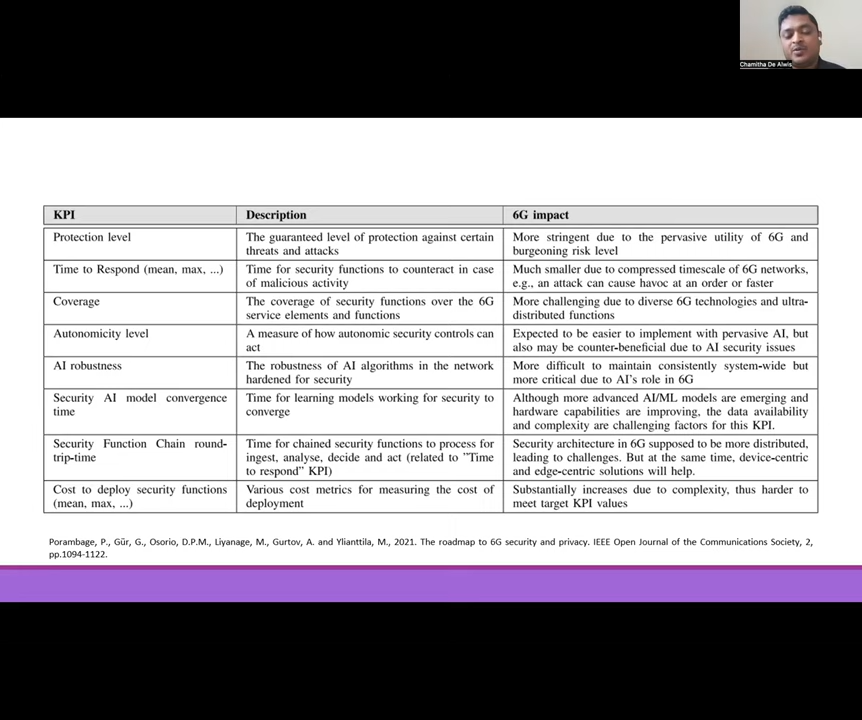 Chamitha De Alwis
KPI
Description
6G impact
Protection level
The guaranteed level of protection against certain
threats and attacks
More stringent due to the pervasive utility of 6G and
burgeoning risk level
Time to Respond (mean, max, ...)
Time for security functions to counteract in case
of malicious activity
Much smaller due to compressed timescale of 6G networks,
e.g., an attack can cause havoc at an order or faster
Coverage
The coverage of security functions over the 6G
service elements and functions
More challenging due to diverse 6G technologies and ultra-
distributed functions
Autonomicity level
A measure of how autonomic security controls can
act
Expected to be easier to implement with pervasive AI, but
also may be counter-beneficial due to AI security issues
AI robustness
The robustness of AI algorithms in the network
hardened for security
More difficult to maintain consistently system-wide but
more critical due to AI's role in 6G
Security AI model convergence
time
Time for learning models working for security to
converge
Although more advanced AI/ML models are emerging and
hardware capabilities are improving, the data availability
and complexity are challenging factors for this KPI.
Security Function Chain round-
trip-time
Time for chained security functions to process for
ingest, analyse, decide and act (related to "Time
to respond" KPI)
Security architecture in 6G supposed to be more distributed,
leading to challenges. But at the same time, device-centric
and edge-centric solutions will help.
Cost to deploy security functions
(mean, max, ...)
Various cost metrics for measuring the cost of
deployment
Substantially increases due to complexity, thus harder to
meet target KPI values
Porambage, P., Gür, G., Osorio, D.P.M., Liyanage, M., Gurtov, A. and Ylianttila, M., 2021. The roadmap to 6G security and privacy. IEEE Open Journal of the Communications Society, 2,
pp.1094-1122.